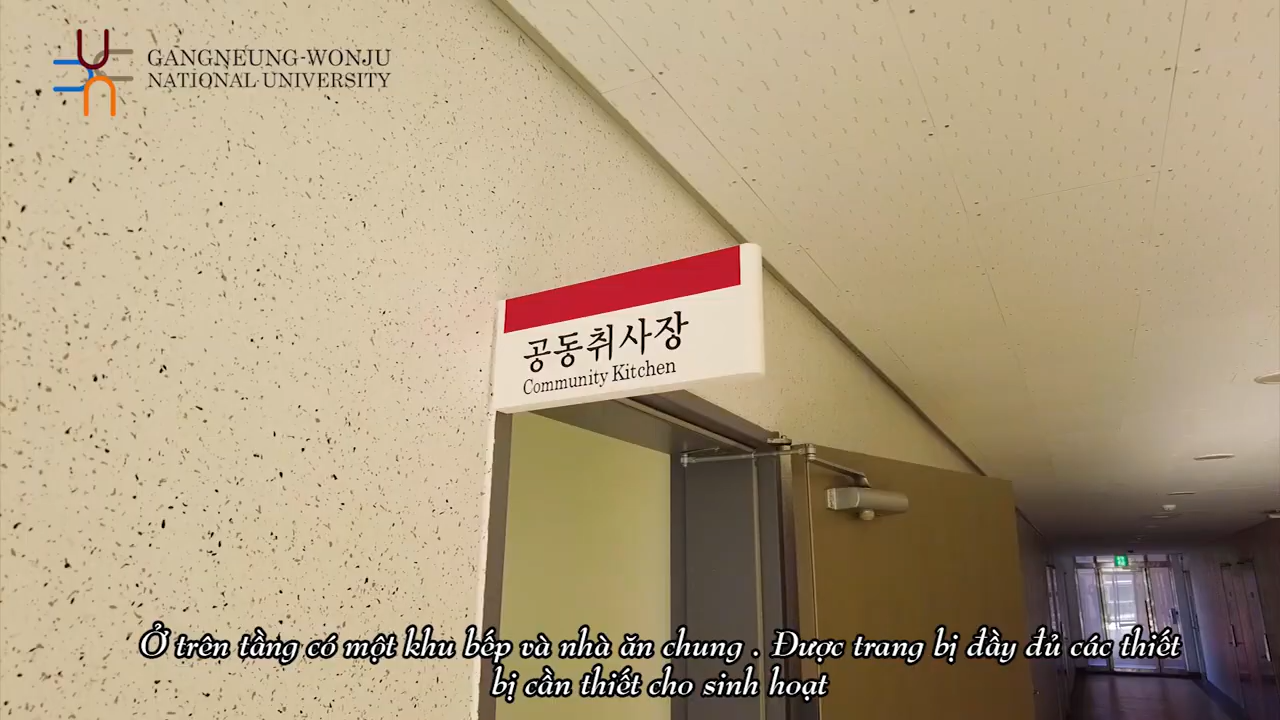 GANGNEUNG-WONJU
NATIONAL UNIVERSITY
공동취사장
Community Kitchen
Ở trên tầng có một khu bếp và nhà ăn chung . Được trang bị đầy đủ các thiết
bị cần thiết cho sinh hoạt